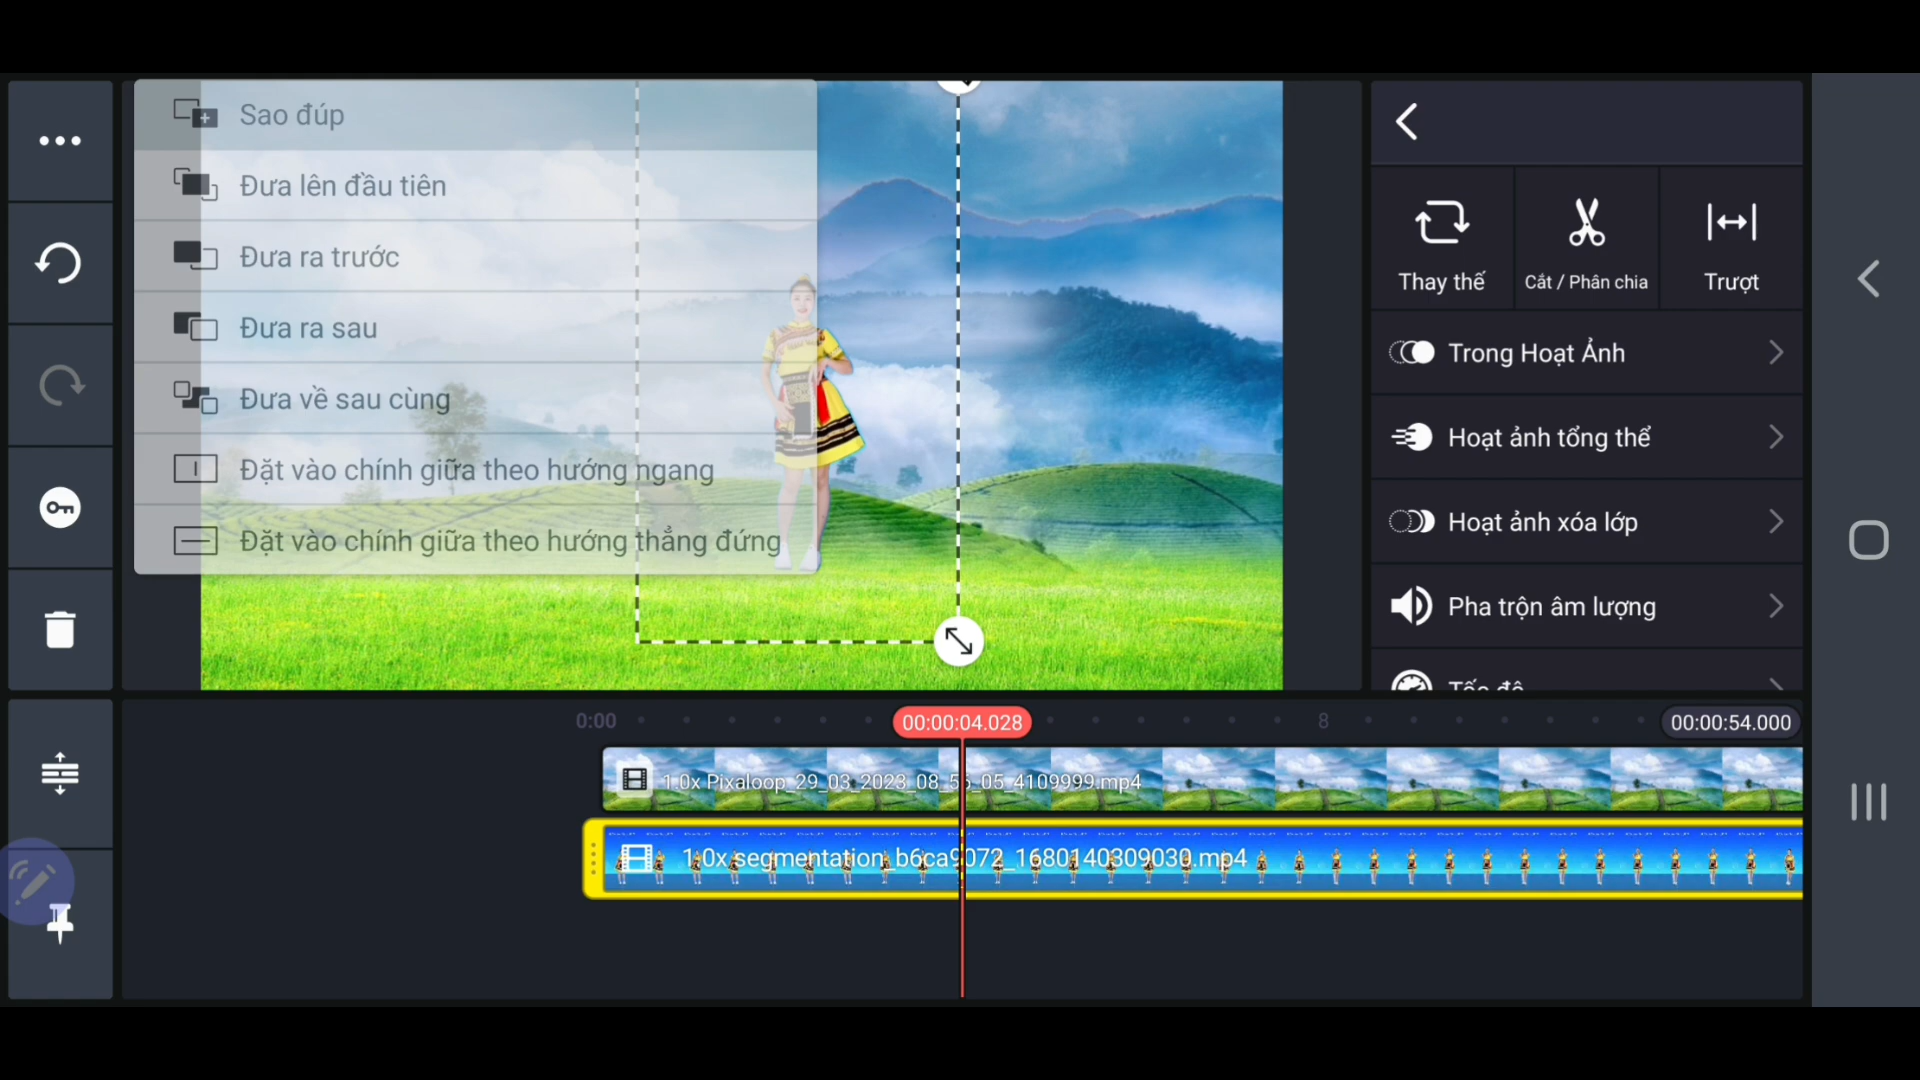 Sao đúp
Đưa lên đầu tiên
Đưa ra trước
Đưa ra sau
Đưa về sau cùng
Đặt vào chính giữa theo hướng ngang
Đặt vào chính giữa theo hướng thẳng đứng
Thay thế
Cắt / Phân chia
Trượt
Trong Hoạt Ảnh
Hoạt ảnh tổng thể
Hoạt ảnh xóa lớp
Pha trộn âm lượng
Tốc độ
0:00
00:00:04.028
8
00:00:54.000
1.0x Pixaloop_29_03_2023_08_56_05_4109999.mp4
1.0x segmentation_b6ca9072_1680140309030.mp4